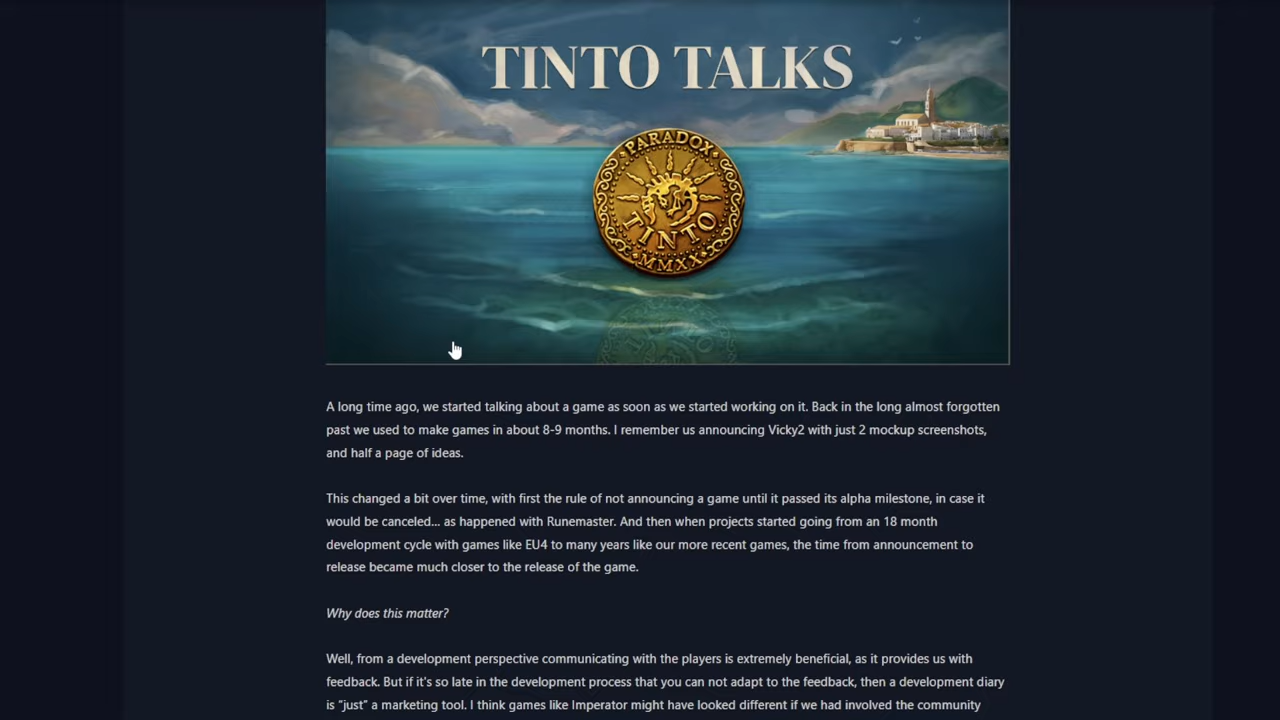 TINTO TALKS
PARADOX
TINTO
MMXX
A long time ago, we started talking about a game as soon as we started working on it. Back in the long almost forgotten
past we used to make games in about 8-9 months. I remember us announcing Vicky2 with just 2 mockup screenshots,
and half a page of ideas.
This changed a bit over time, with first the rule of not announcing a game until it passed its alpha milestone, in case it
would be canceled... as happened with Runemaster. And then when projects started going from an 18 month
development cycle with games like EU4 to many years like our more recent games, the time from announcement to
release became much closer to the release of the game.
Why does this matter?
Well, from a development perspective communicating with the players is extremely beneficial, as it provides us with
feedback. But if it's so late in the development process that you can not adapt to the feedback, then a development diary
is "just" a marketing tool. I think games like Imperator might have looked different if we had involved the community